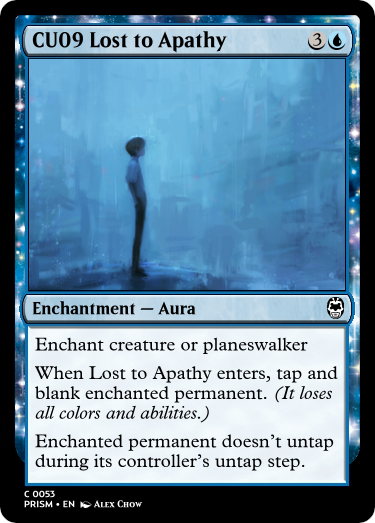 CU09 Lost to Apathy 3
Enchantment — Aura
Enchant creature or planeswalker
When Lost to Apathy enters, tap and
blank enchanted permanent. (It loses
all colors and abilities.)
Enchanted permanent doesn't untap
during its controller's untap step.
C 0053
PRISM • EN Alex Chow